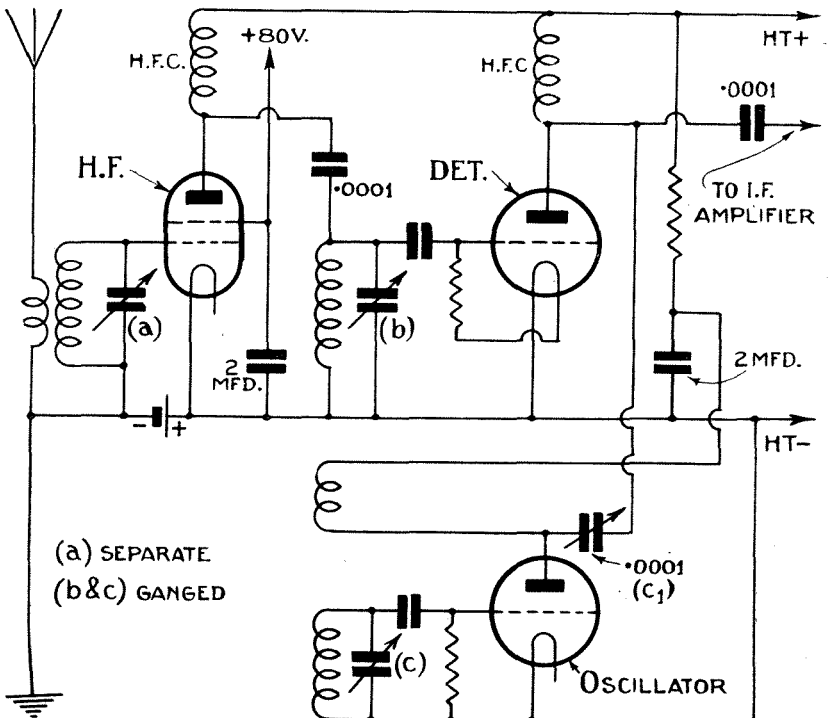 +80V.
H.F.C.
H.F.C
HT+
·0001
H.F.
·0001
DET.
TO I.F.
AMPLIFIER
(a)
(b)
2
MFD.
2 MFD.
- +
HT-
(a) SEPARATE
(b&c) GANGED
·0001
(c1)
(c)
OSCILLATOR